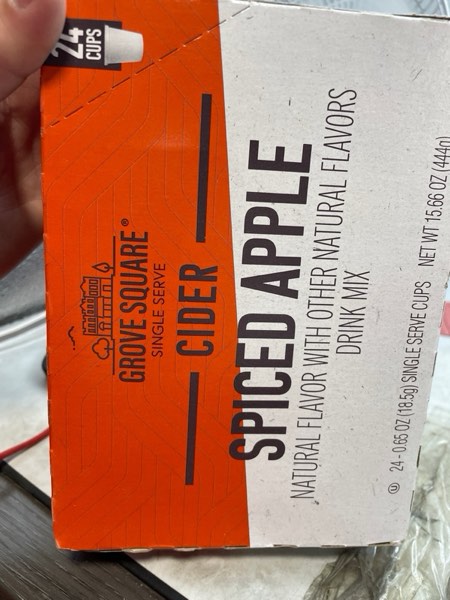 24
CUPS
GROVE SQUARE®
SINGLE SERVE
CIDER
SPICED APPLE
NATURAL FLAVOR WITH OTHER NATURAL FLAVORS
DRINK MIX
U 24 - 0.65 OZ (18.5g) SINGLE SERVE CUPS NET WT 15.66 OZ (444g)